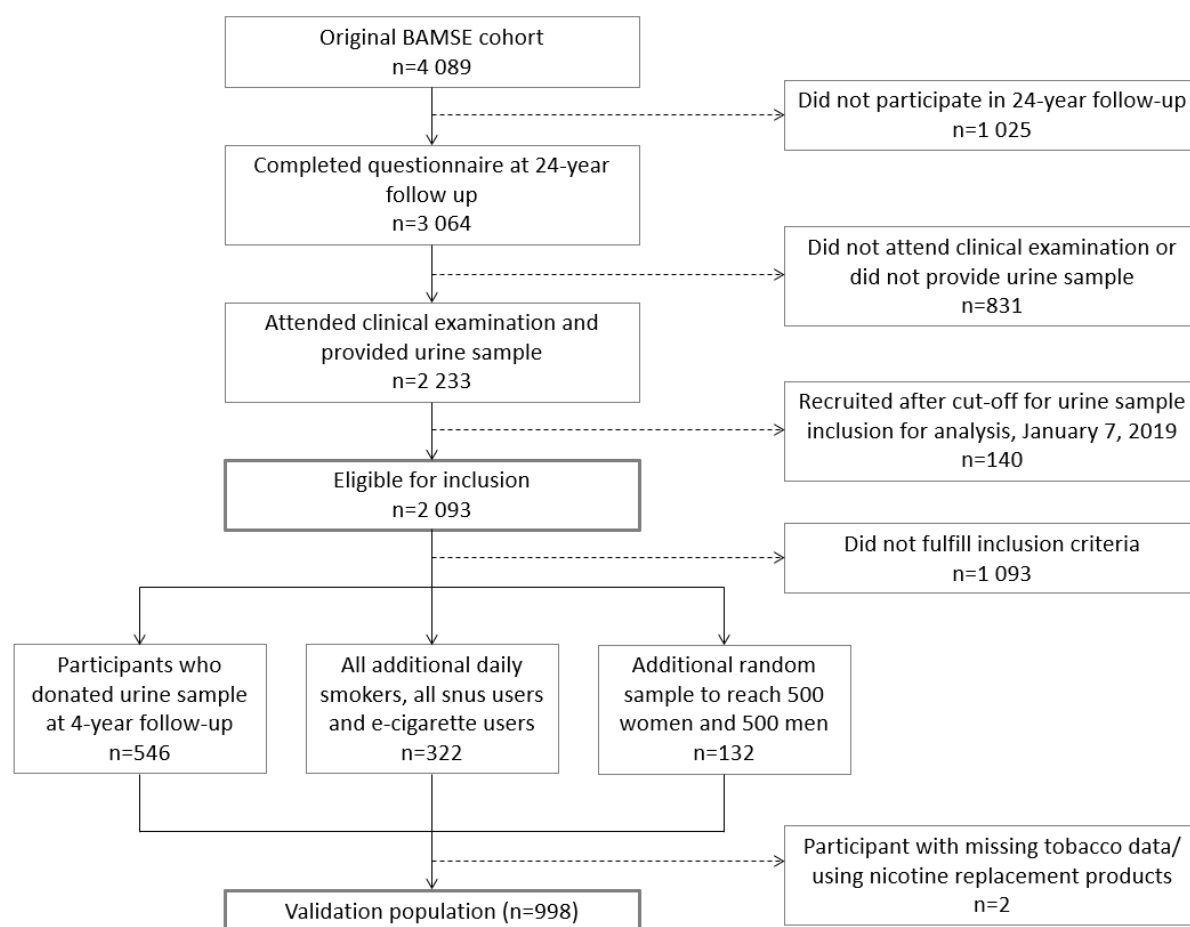 Original BAMSE cohort
n=4 089
Did not participate in 24-year follow-up
n=1 025
Completed questionnaire at 24-year
follow up
n=3 064
Did not attend clinical examination or
did not provide urine sample
n=831
Attended clinical examination and
provided urine sample
n=2 233
Recruited after cut-off for urine sample
inclusion for analysis, January 7, 2019
n=140
Eligible for inclusion
n=2 093
Did not fulfill inclusion criteria
n=1 093
Participants who
donated urine sample
at 4-year follow-up
n=546
All additional daily
smokers, all snus users
and e-cigarette users
n=322
Additional random
sample to reach 500
women and 500 men
n=132
Participant with missing tobacco data/
using nicotine replacement products
n=2
Validation population (n=998)